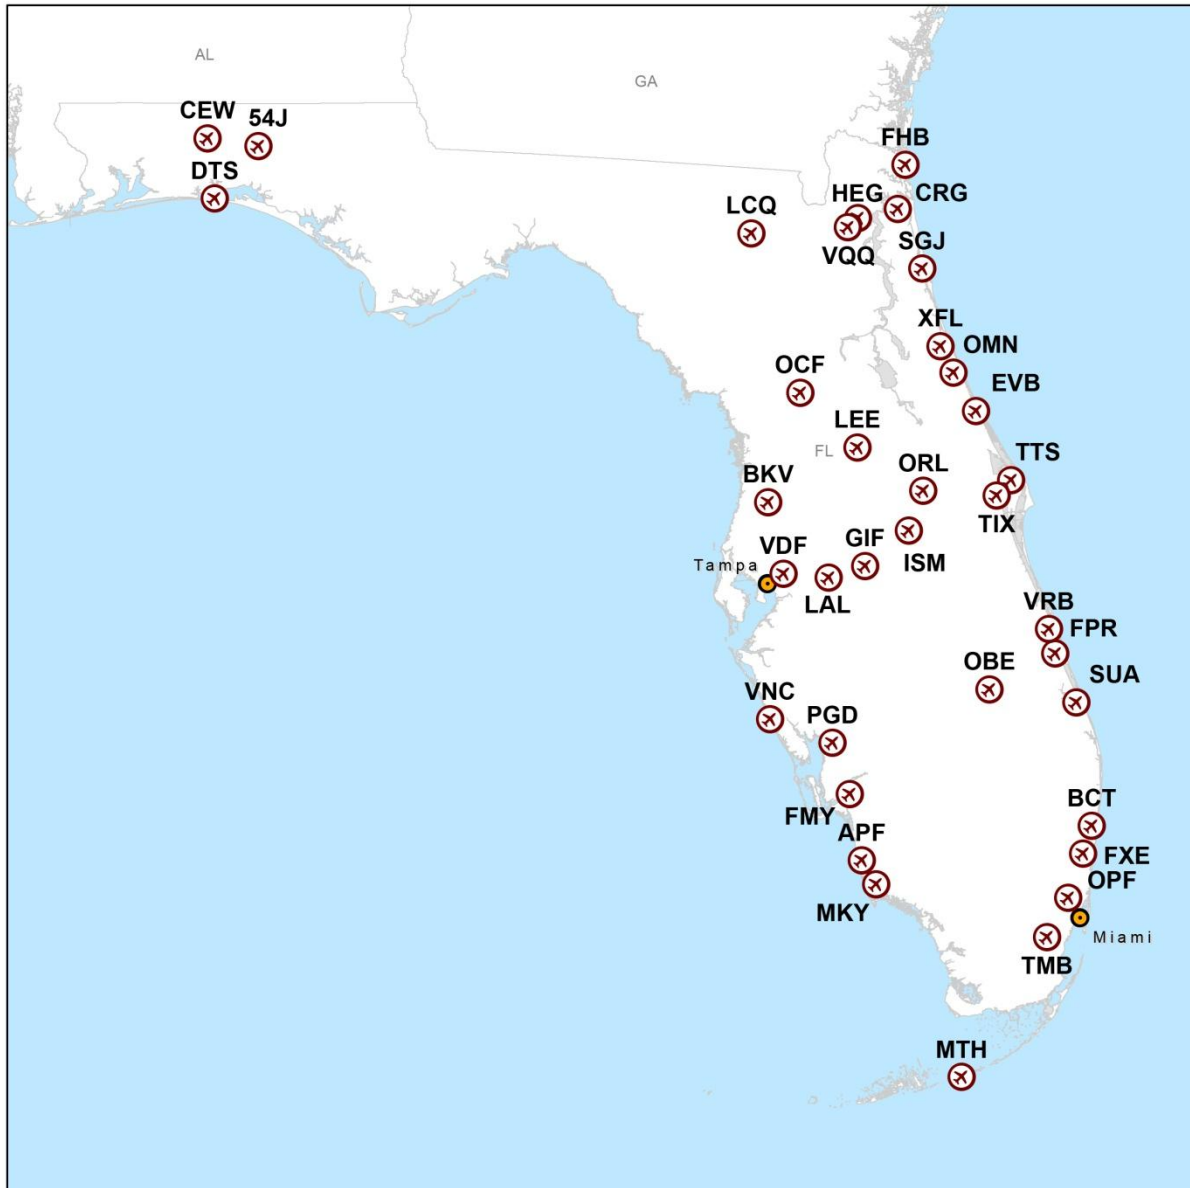 AL
GA
CEW
54J
DTS
FHB
HEG
CRG
LCQ
VQQ
SGJ
XFL
OMN
OCF
EVB
LEE
FL
TTS
ORL
BKV
TIX
VDF
GIF
ISM
Tampa
LAL
VRB
FPR
OBE
SUA
VNC
PGD
BCT
FMY
APF
FXE
OPF
MKY
Miami
TMB
MTH